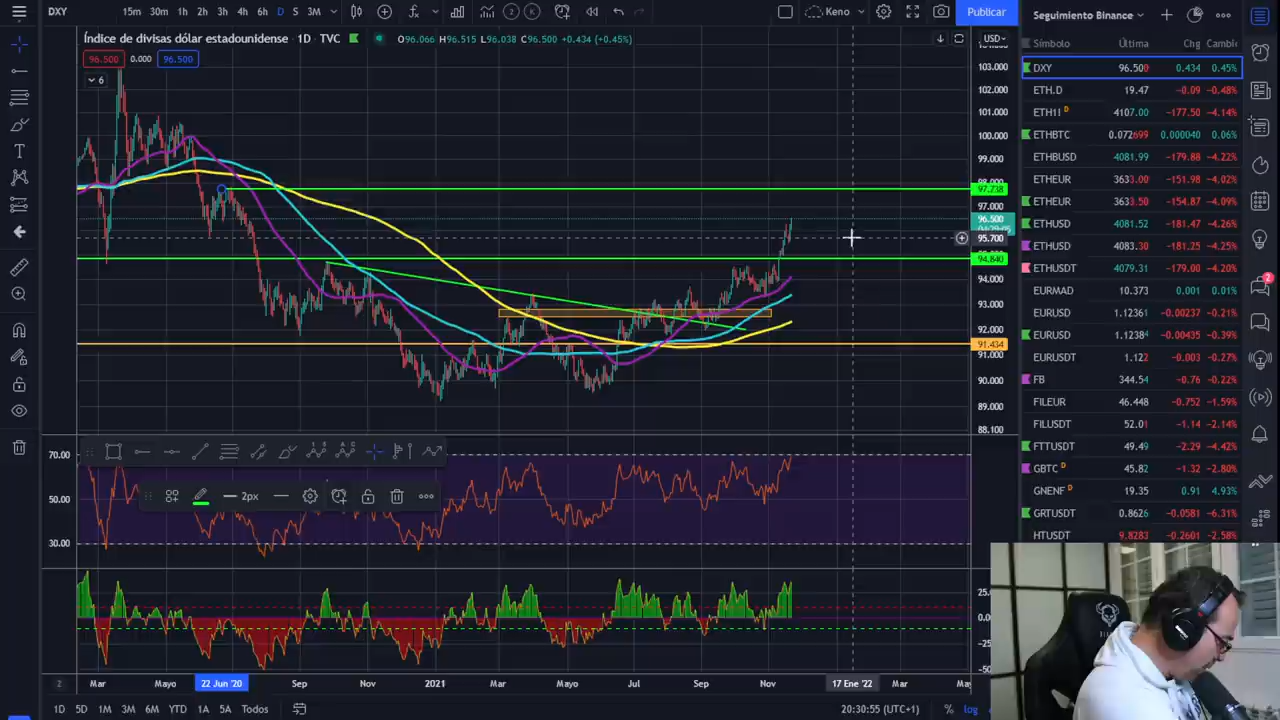 DXY 15m 30m 1h 2h 3h 4h 6h D S 3M Keno Publicar
Índice de divisas dólar estadounidense · 1D · TVC O96.066 H96.515 L96.038 C96.500 +0.434 (+0.45%)
96.500 0.000 96.500
6
USD
103.000
102.000
101.000
100.000
99.000
98.000
97.738
97.000
96.500
95.700
94.840
94.000
93.000
92.000
91.434
91.000
90.000
89.000
88.100
70.00
50.00
30.00
2px
25.00
0.00
Mar Mayo 22 Jun '20 Sep Nov 2021 Mar Mayo Jul Sep Nov 17 Ene '22 Mar
1D 5D 1M 3M 6M YTD 1A 5A Todos 20:30:55 (UTC+1) % log
Seguimiento Binance
Símbolo Última Chg Cambi
DXY 96.500 0.434 0.45%
ETH.D 19.47 −0.09 −0.48%
ETH1! D 4107.00 −177.50 −4.14%
ETHBTC 0.072699 0.000040 0.06%
ETHBUSD 4081.99 −179.88 −4.22%
ETHEUR 3633.00 −151.98 −4.02%
ETHEUR 3633.50 −154.87 −4.09%
ETHUSD 4081.52 −181.47 −4.26%
ETHUSD 4083.30 −181.25 −4.25%
ETHUSDT 4079.31 −179.00 −4.20%
EURMAD 10.373 0.001 0.01%
EURUSD 1.12361 −0.00237 −0.21%
EURUSD 1.12384 −0.00435 −0.39%
EURUSDT 1.122 −0.003 −0.27%
FB 344.54 −0.76 −0.22%
FILEUR 46.448 −0.752 −1.59%
FILUSDT 52.01 −1.14 −2.14%
FTTUSDT 49.49 −2.29 −4.42%
GBTC D 45.82 −1.32 −2.80%
GNENF D 19.35 0.91 4.93%
GRTUSDT 0.8626 −0.0581 −6.31%
HTUSDT 9.8283 −0.2601 −2.58%
2